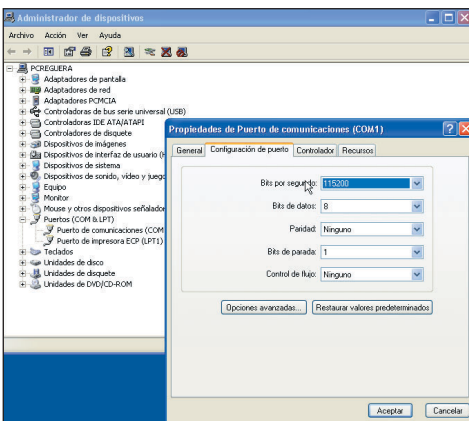 Administrador de dispositivos
Archivo Acción Ver Ayuda
PCREGUERA
Adaptadores de pantalla
Adaptadores de red
Adaptadores PCMCIA
Controladoras de bus serie universal (USB)
Controladoras IDE ATA/ATAPI
Controladores de disquete
Dispositivos de imágenes
Dispositivos de interfaz de usuario (
Dispositivos de sistema
Dispositivos de sonido, vídeo y jueg
Equipo
Monitor
Mouse y otros dispositivos señalador
Puertos (COM & LPT)
Puerto de comunicaciones (COM
Puerto de impresora ECP (LPT1)
Teclados
Unidades de disco
Unidades de disquete
Unidades de DVD/CD-ROM
Propiedades de Puerto de comunicaciones (COM1)
General Configuración de puerto Controlador Recursos
Bits por segundo: 115200
Bits de datos: 8
Paridad: Ninguno
Bits de parada: 1
Control de flujo: Ninguno
Opciones avanzadas... Restaurar valores predeterminados
Aceptar Cancelar